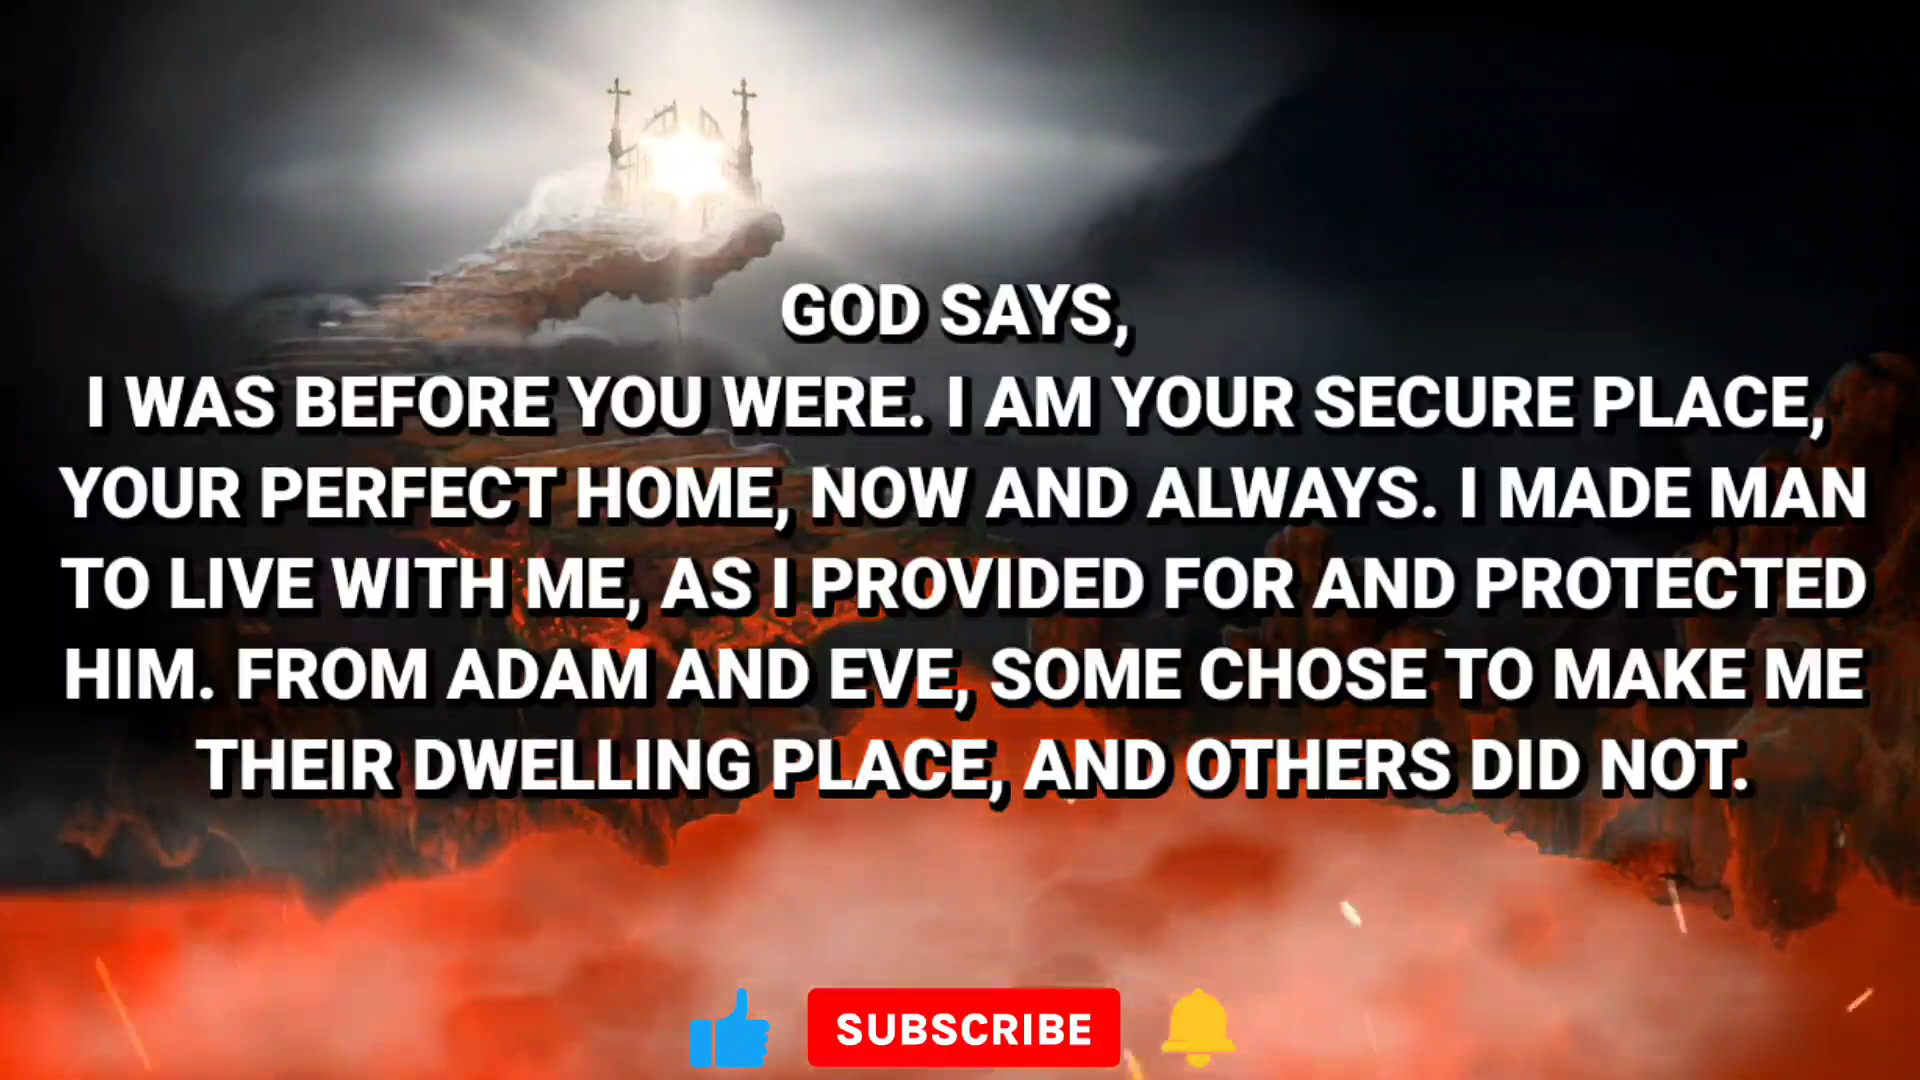 GOD SAYS,
I WAS BEFORE YOU WERE. I AM YOUR SECURE PLACE,
YOUR PERFECT HOME, NOW AND ALWAYS. I MADE MAN
TO LIVE WITH ME, AS I PROVIDED FOR AND PROTECTED
HIM. FROM ADAM AND EVE, SOME CHOSE TO MAKE ME
THEIR DWELLING PLACE, AND OTHERS DID NOT.
SUBSCRIBE